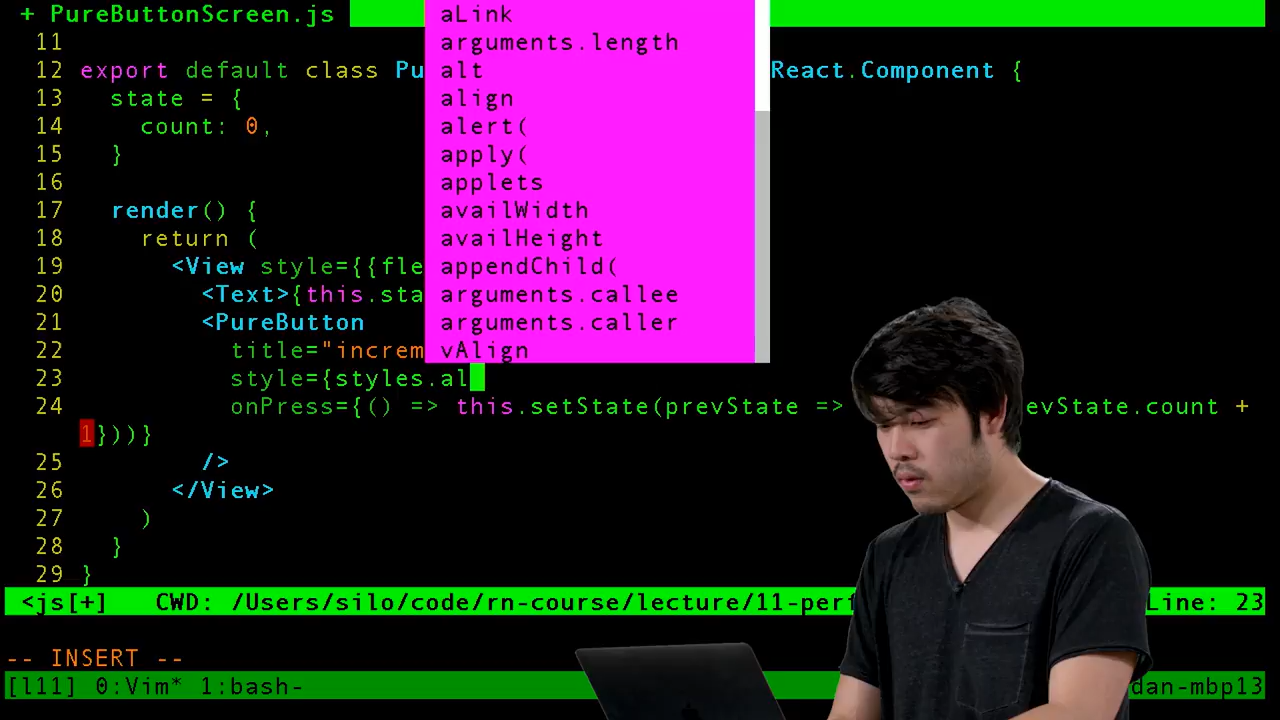 + PureButtonScreen.js
aLink
arguments.length
alt
align
alert(
apply(
applets
availWidth
availHeight
appendChild(
arguments.callee
arguments.caller
vAlign
11
12 export default class Pu React.Component {
13 state = {
14 count: 0,
15 }
16
17 render() {
18 return (
19 <View style={{fle
20 <Text>{this.sta
21 <PureButton
22 title="increm
23 style={styles.al
24 onPress={() => this.setState(prevState => evState.count +
1}))}
25 />
26 </View>
27 )
28 }
29 }
<js[+] CWD: /Users/silo/code/rn-course/lecture/11-perf Line: 23
-- INSERT --
[l11] 0:Vim* 1:bash- dan-mbp13